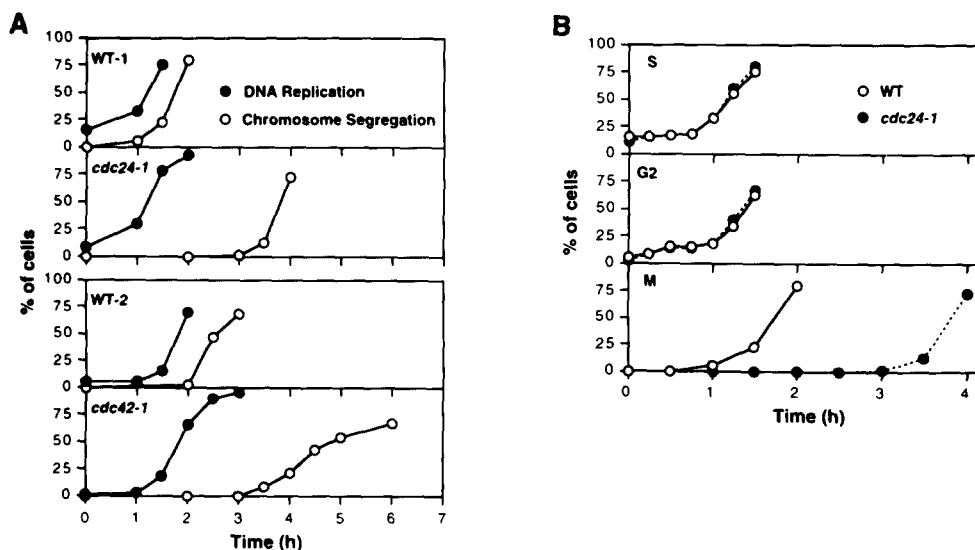 A
% of cells
WT-1
100
75
50
25
0
DNA Replication
Chromosome Segregation
cdc24-1
75
50
25
0
WT-2
100
75
50
25
0
cdc42-1
75
50
25
0
0 1 2 3 4 5 6 7
Time (h)
B
% of cells
S
100
75
50
25
WT
cdc24-1
G2
100
75
50
25
0
M
75
50
25
0
0 1 2 3 4
Time (h)